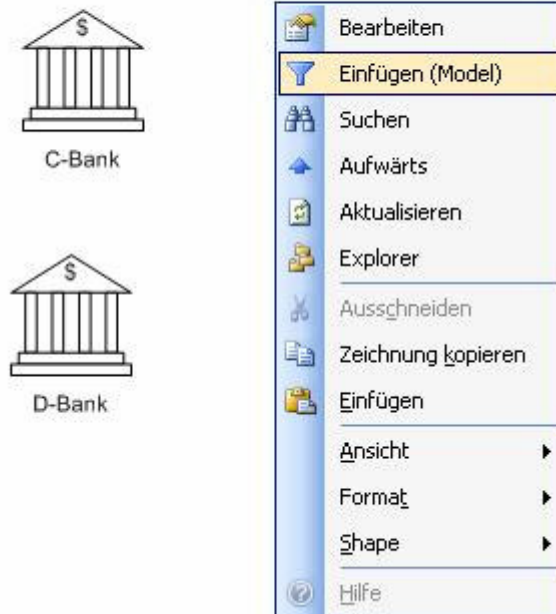 $
C-Bank
$
D-Bank
Bearbeiten
Einfügen (Model)
Suchen
Aufwärts
Aktualisieren
Explorer
Ausschneiden
Zeichnung kopieren
Einfügen
Ansicht
Format
Shape
Hilfe